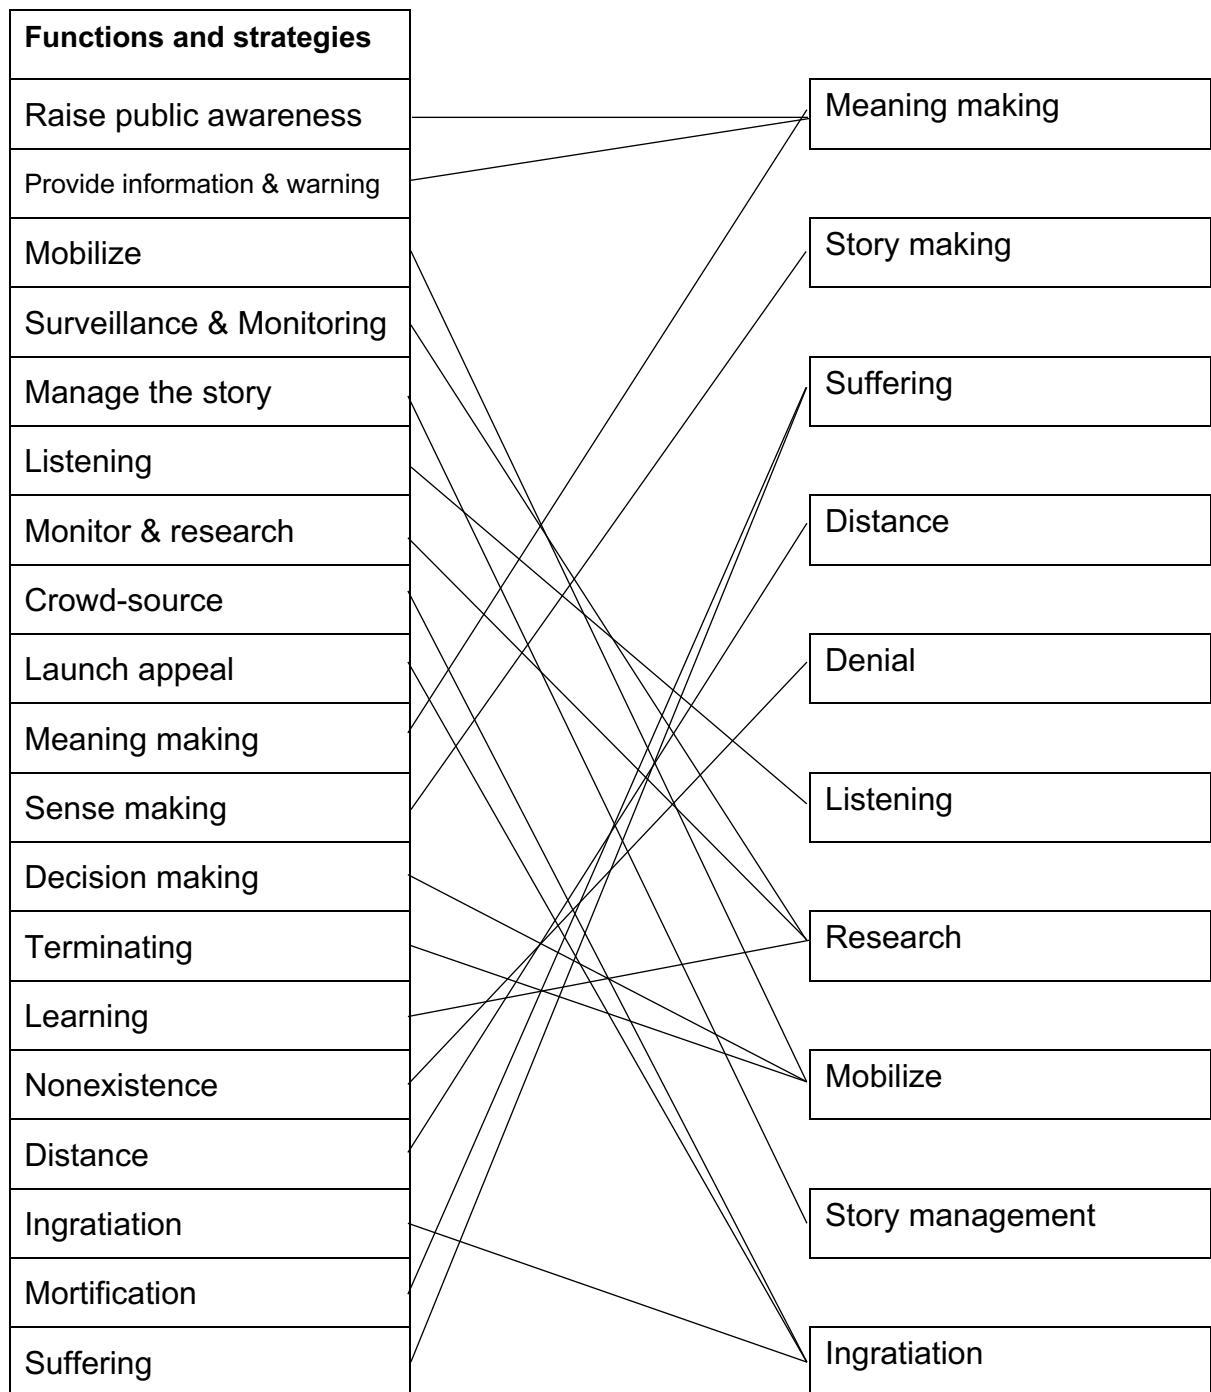 Functions and strategies
Raise public awareness
Provide information & warning
Mobilize
Surveillance & Monitoring
Manage the story
Listening
Monitor & research
Crowd-source
Launch appeal
Meaning making
Sense making
Decision making
Terminating
Learning
Nonexistence
Distance
Ingratiation
Mortification
Suffering
Meaning making
Story making
Suffering
Distance
Denial
Listening
Research
Mobilize
Story management
Ingratiation